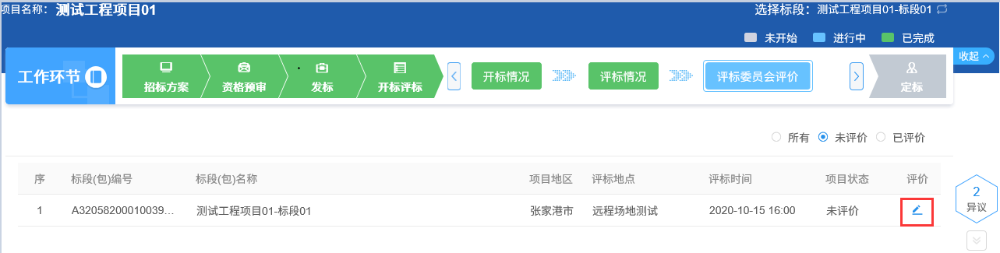 项目名称： 测试工程项目01 选择标段： 测试工程项目01-标段01
未开始 进行中 已完成
收起
工作环节 招标方案 资格预审 发标 开标评标 开标情况 评标情况 评标委员会评价 定标
所有 未评价 已评价
序 标段(包)编号 标段(包)名称 项目地区 评标地点 评标时间 项目状态 评价
1 A32058200010039... 测试工程项目01-标段01 张家港市 远程场地测试 2020-10-15 16:00 未评价
2
异议